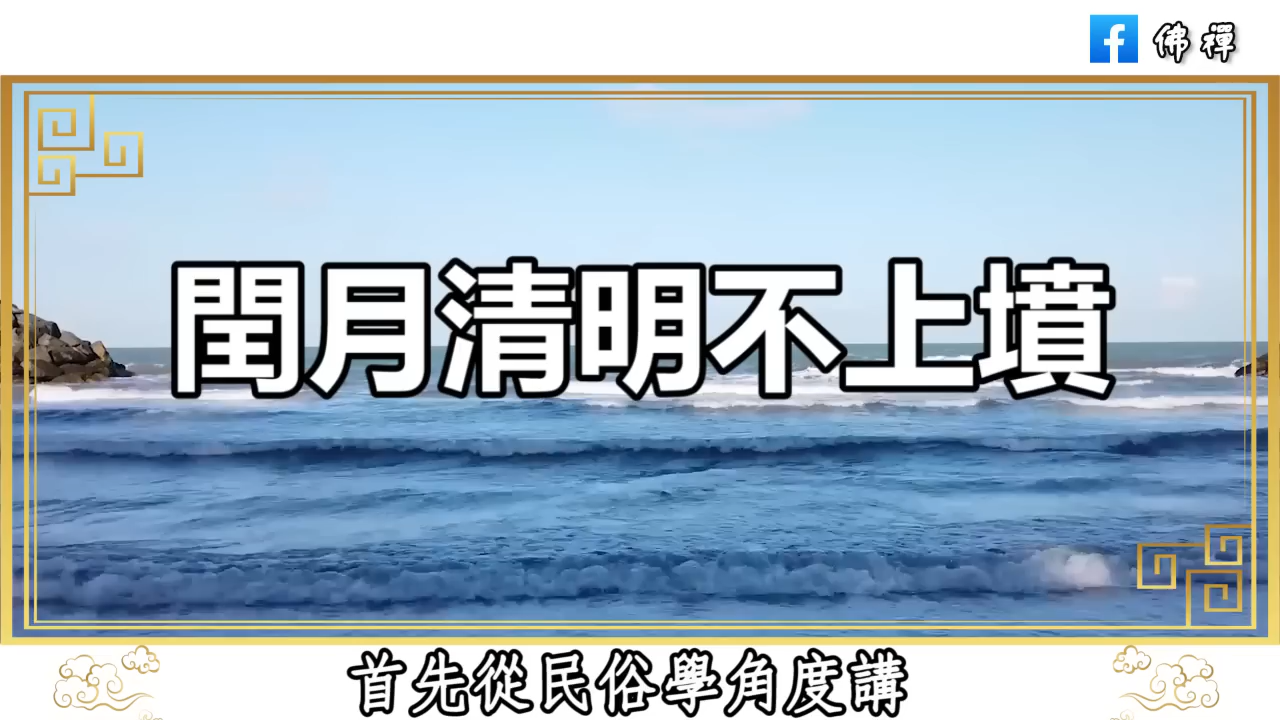 佛禪
閏月清明不上墳
首先從民俗學角度講